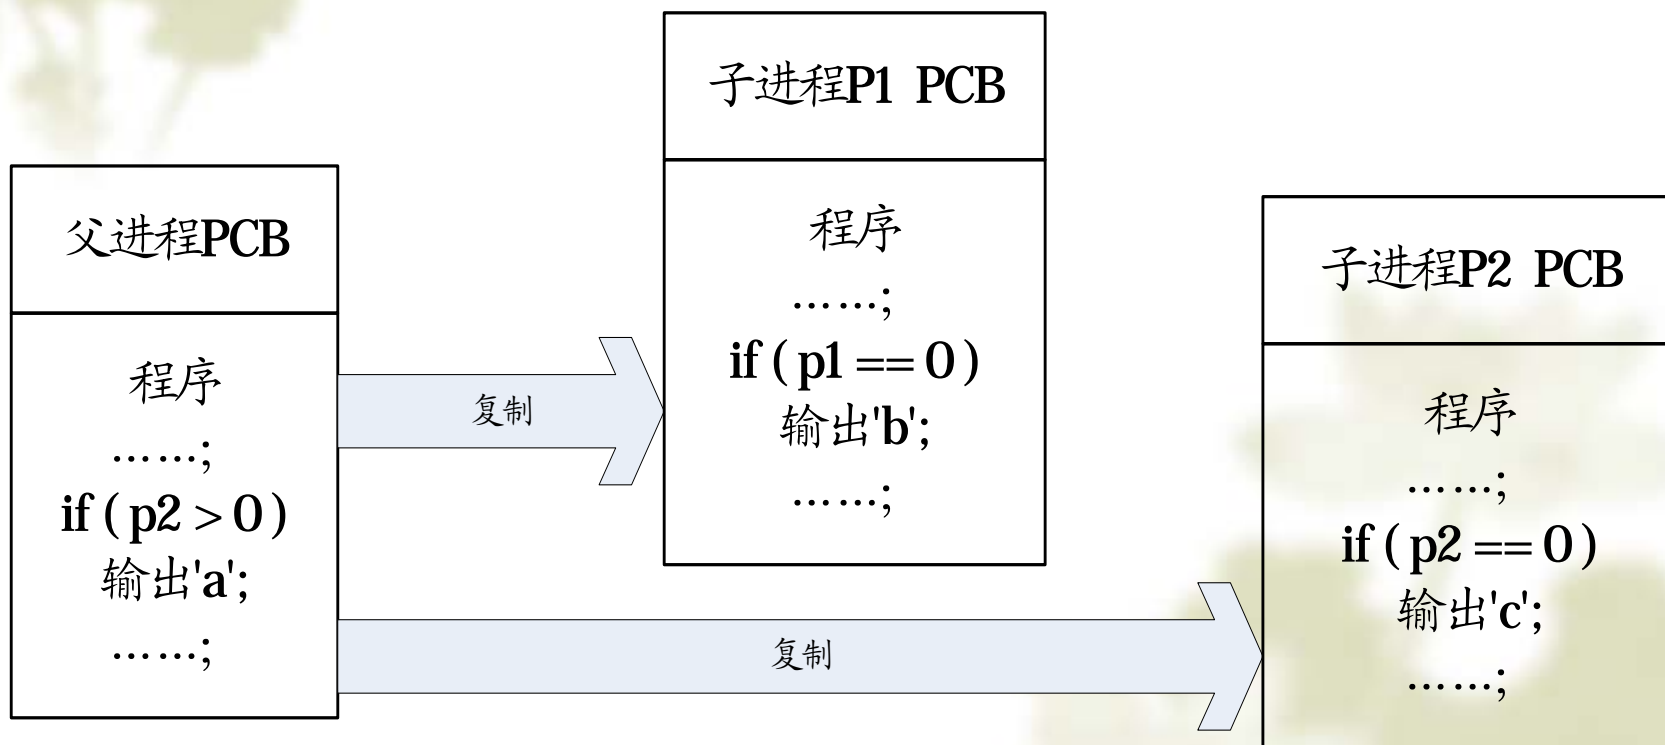 父进程PCB
程序
……;
if ( p2 > 0 )
输出'a';
……;
复制
复制
子进程P1 PCB
程序
……;
if ( p1 == 0 )
输出'b';
……;
子进程P2 PCB
程序
……;
if ( p2 == 0 )
输出'c';
……;